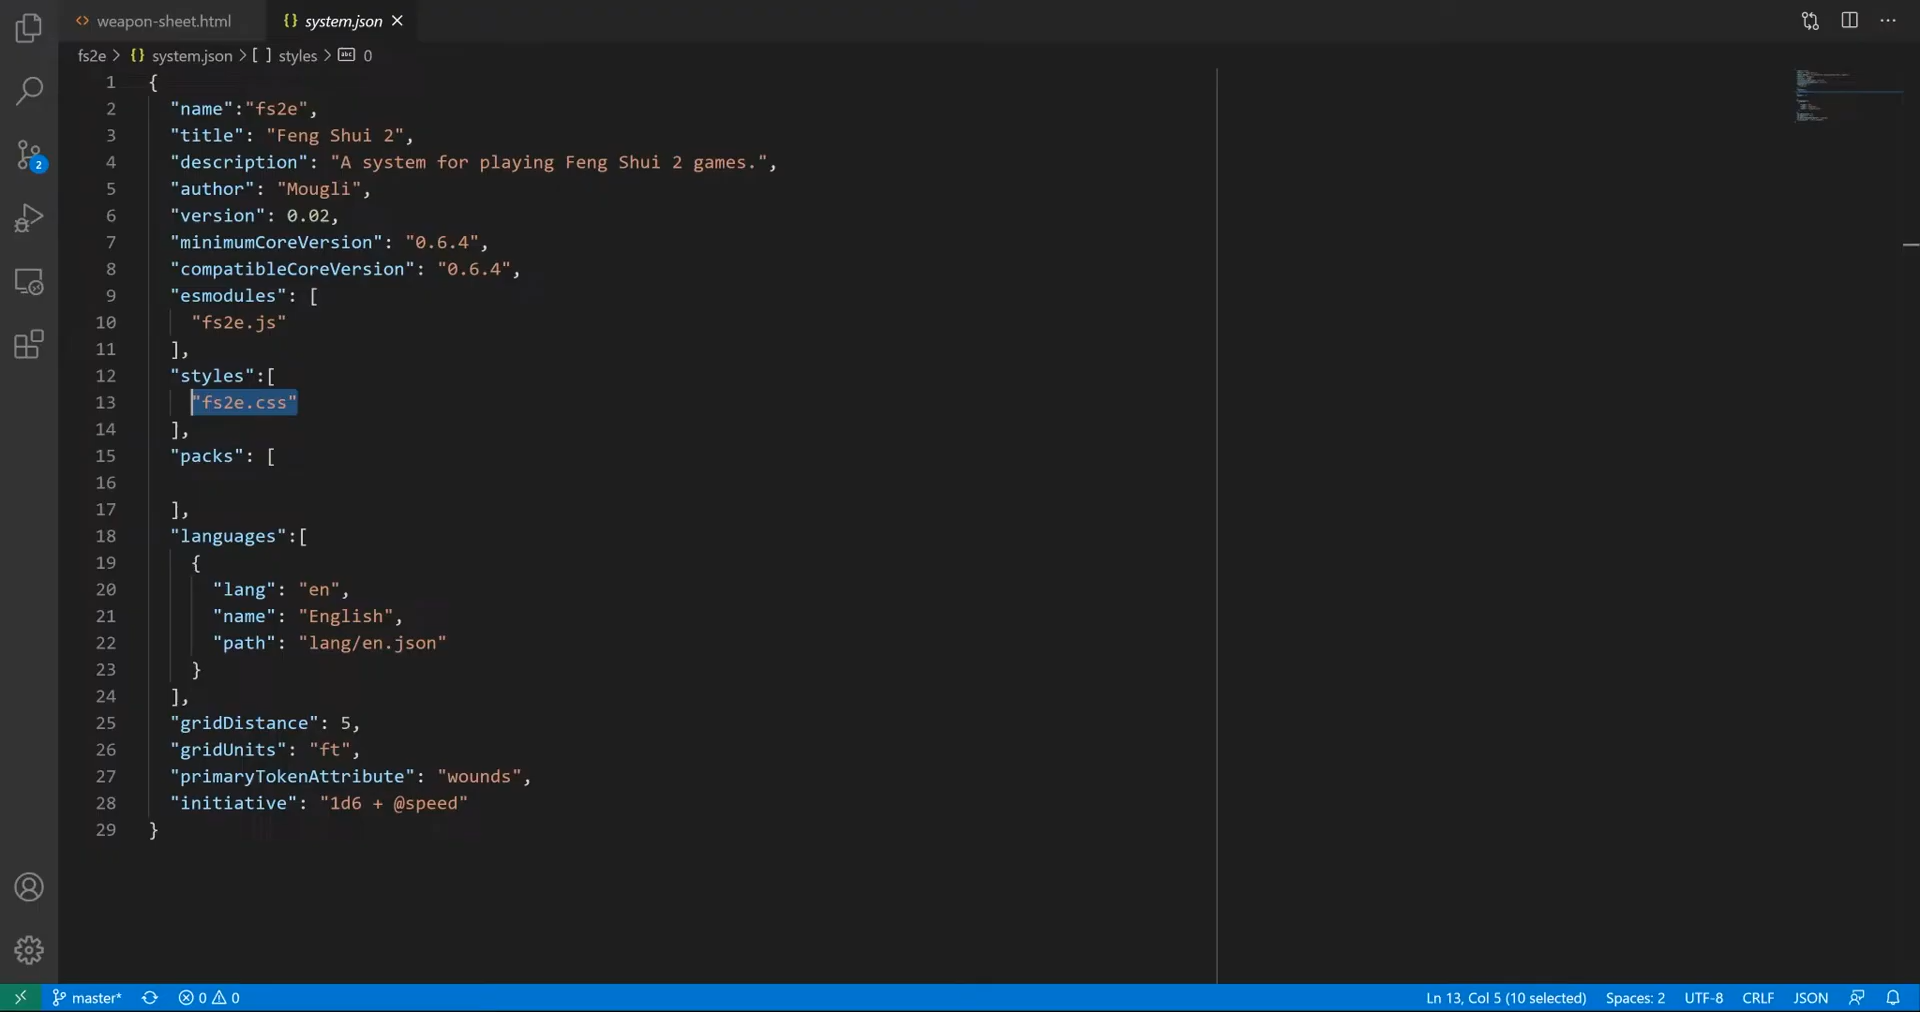 weapon-sheet.html
{} system.json
fs2e > {} system.json > [ ] styles > abc 0
1 {
2 "name":"fs2e",
3 "title": "Feng Shui 2",
4 "description": "A system for playing Feng Shui 2 games.",
5 "author": "Mougli",
6 "version": 0.02,
7 "minimumCoreVersion": "0.6.4",
8 "compatibleCoreVersion": "0.6.4",
9 "esmodules": [
10 "fs2e.js"
11 ],
12 "styles":[
13 "fs2e.css"
14 ],
15 "packs": [
16
17 ],
18 "languages":[
19 {
20 "lang": "en",
21 "name": "English",
22 "path": "lang/en.json"
23 }
24 ],
25 "gridDistance": 5,
26 "gridUnits": "ft",
27 "primaryTokenAttribute": "wounds",
28 "initiative": "1d6 + @speed"
29 }
2
master* 0 0 Ln 13, Col 5 (10 selected) Spaces: 2 UTF-8 CRLF JSON